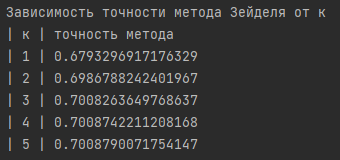 Зависимость точности метода Зейделя от к
| к | точность метода
| 1 | 0.6793296917176329
| 2 | 0.6986788242401967
| 3 | 0.7008263649768637
| 4 | 0.7008742211208168
| 5 | 0.7008790071754147